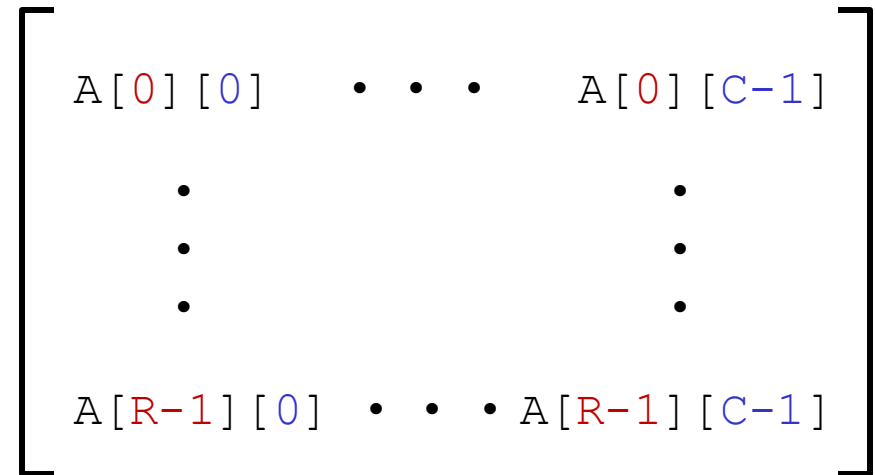 A[0][0] • • • A[0][C-1]
• •
• •
• •
A[R-1][0] • • • A[R-1][C-1]